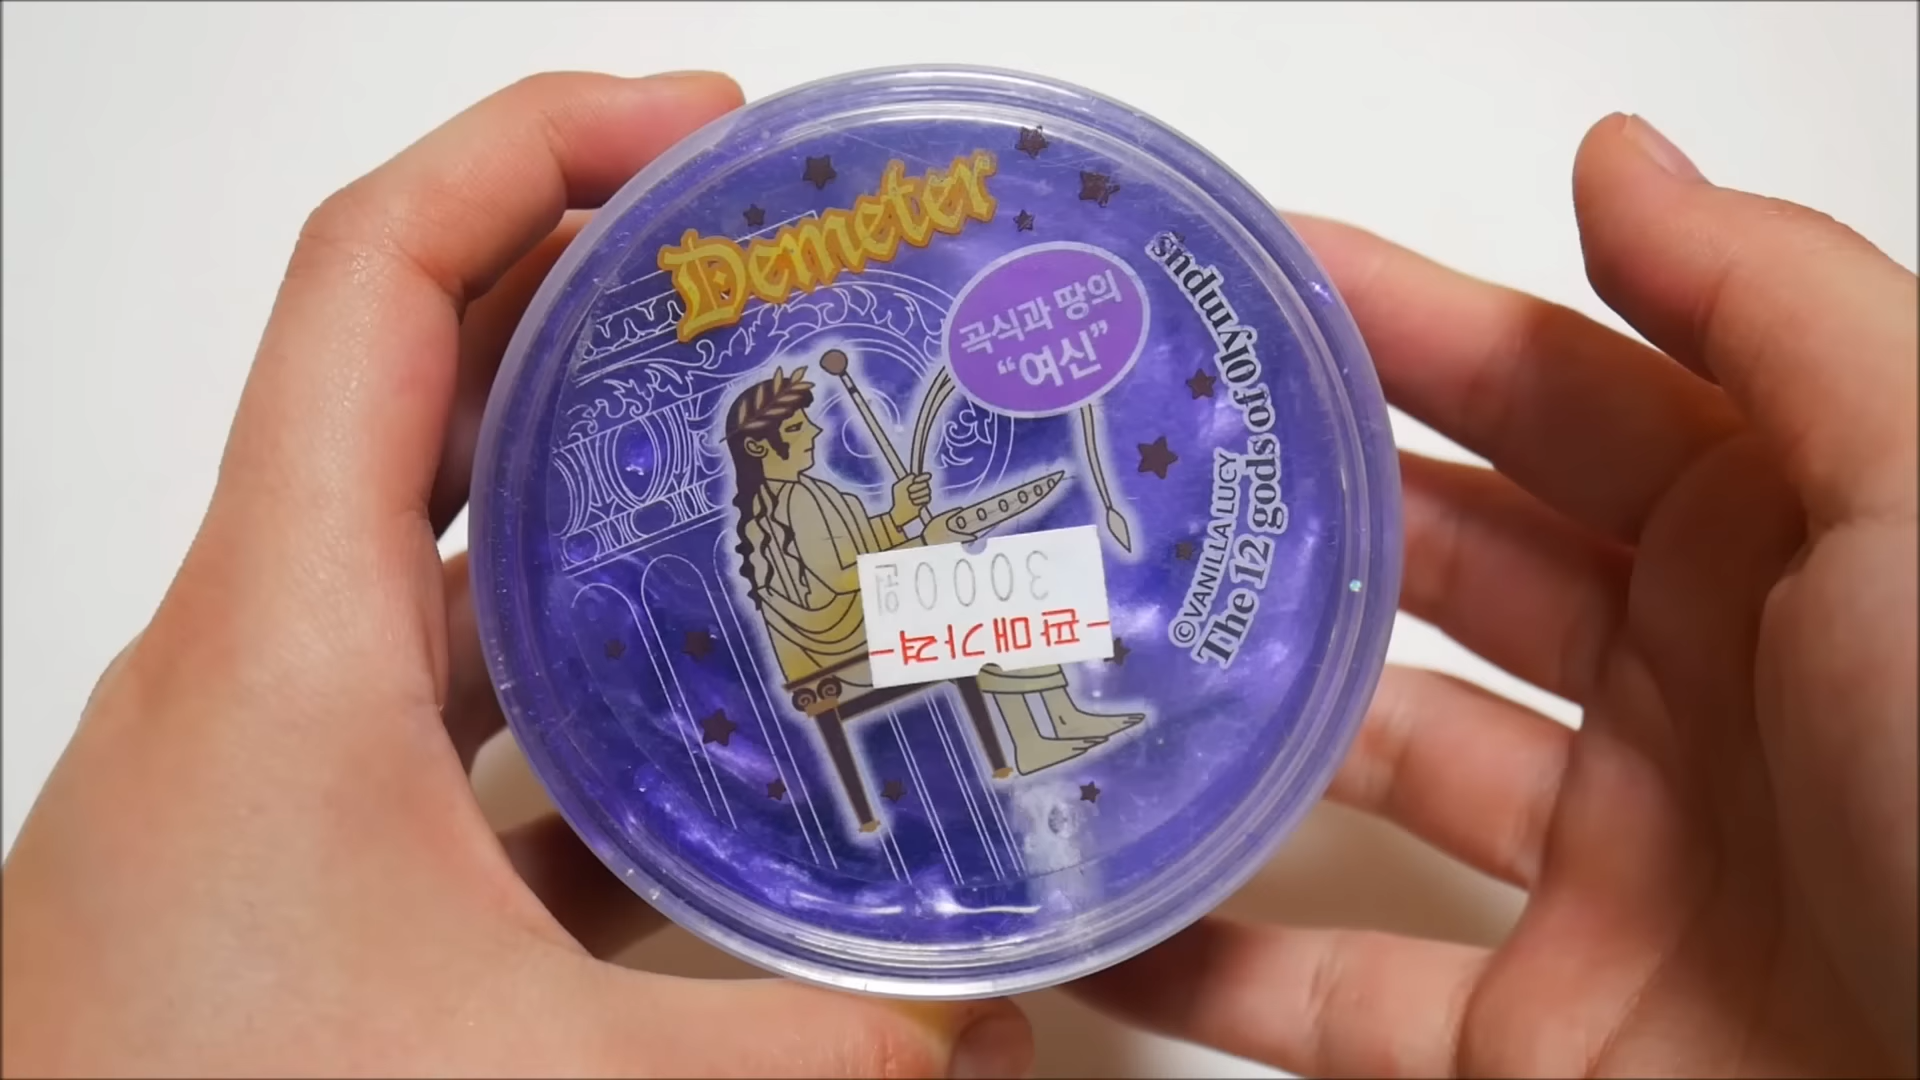 Demeter
곡식과 땅의
“여신”
-판매가격-
3000원
©VANILLA LUCY
The 12 gods of Olympus